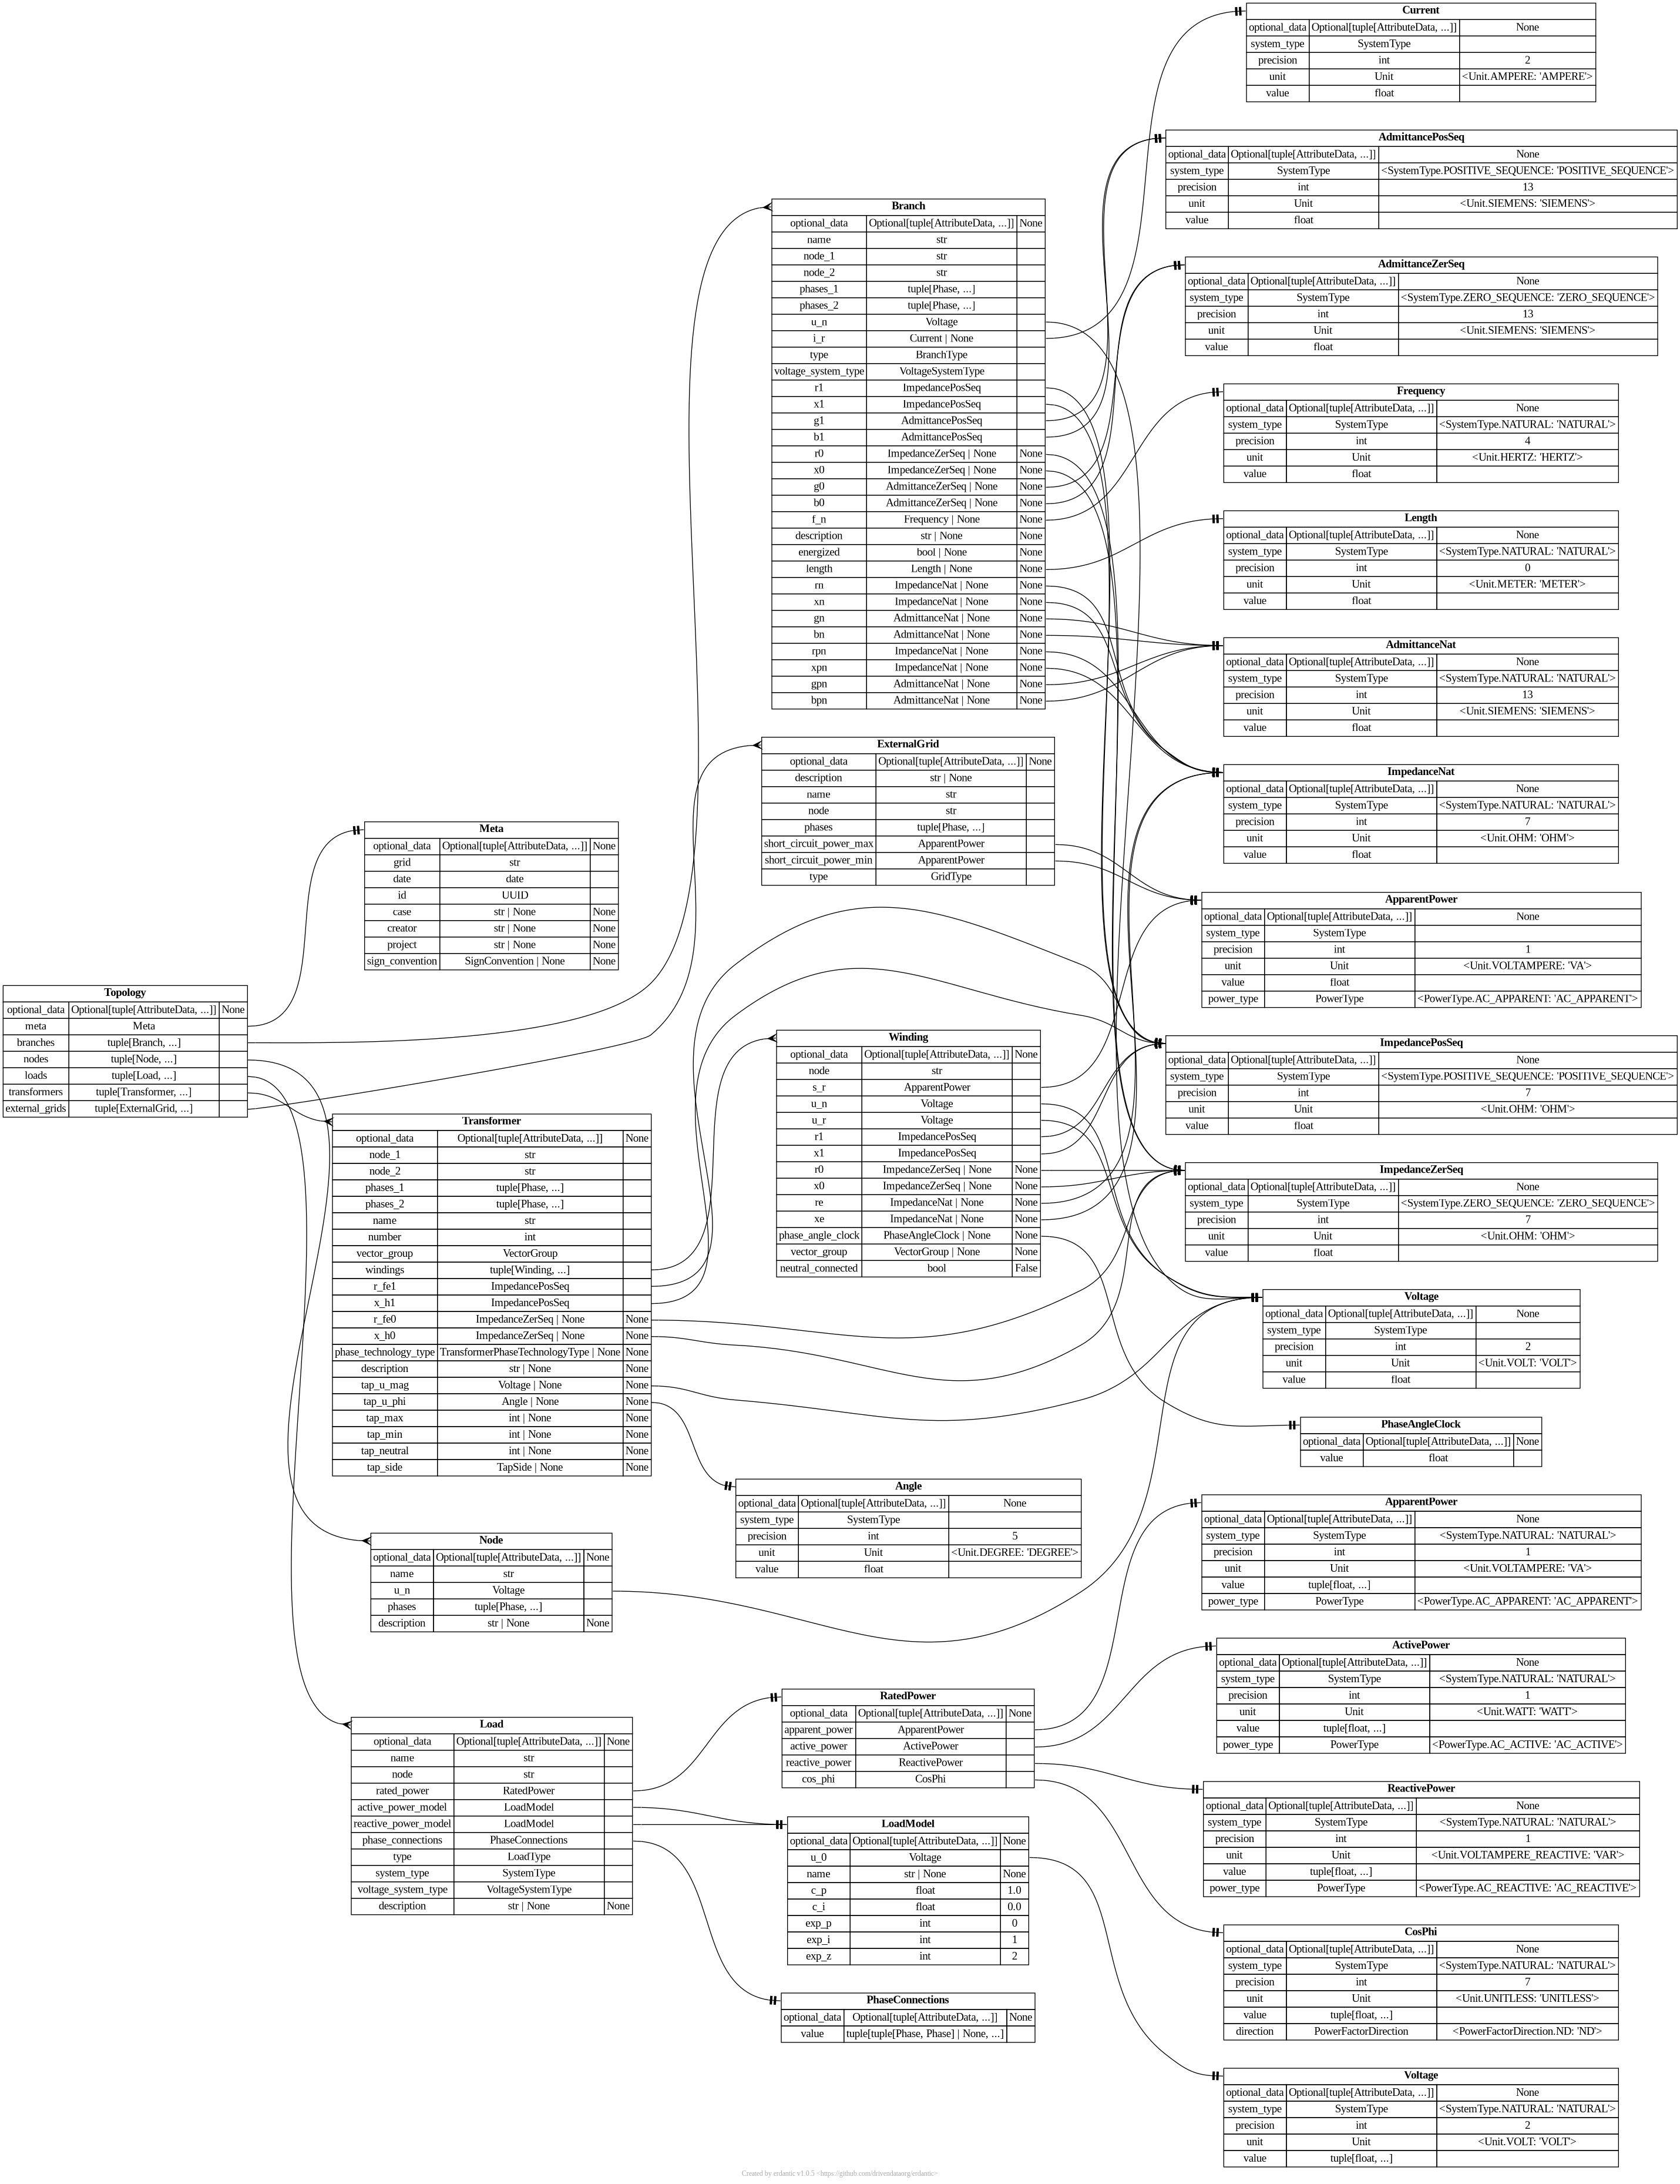 Current
optional_data Optional[tuple[AttributeData, ...]] None
system_type SystemType
precision int 2
unit Unit <Unit.AMPERE: 'AMPERE'>
value float
AdmittancePosSeq
optional_data Optional[tuple[AttributeData, ...]] None
system_type SystemType <SystemType.POSITIVE_SEQUENCE: 'POSITIVE_SEQUENCE'>
precision int 13
unit Unit <Unit.SIEMENS: 'SIEMENS'>
value float
Branch
optional_data Optional[tuple[AttributeData, ...]] None
name str
node_1 str
node_2 str
phases_1 tuple[Phase, ...]
phases_2 tuple[Phase, ...]
u_n Voltage
i_r Current | None
type BranchType
voltage_system_type VoltageSystemType
r1 ImpedancePosSeq
x1 ImpedancePosSeq
g1 AdmittancePosSeq
b1 AdmittancePosSeq
r0 ImpedanceZerSeq | None None
x0 ImpedanceZerSeq | None None
g0 AdmittanceZerSeq | None None
b0 AdmittanceZerSeq | None None
f_n Frequency | None None
description str | None None
energized bool | None None
length Length | None None
rn ImpedanceNat | None None
xn ImpedanceNat | None None
gn AdmittanceNat | None None
bn AdmittanceNat | None None
rpn ImpedanceNat | None None
xpn ImpedanceNat | None None
gpn AdmittanceNat | None None
bpn AdmittanceNat | None None
AdmittanceZerSeq
optional_data Optional[tuple[AttributeData, ...]] None
system_type SystemType <SystemType.ZERO_SEQUENCE: 'ZERO_SEQUENCE'>
precision int 13
unit Unit <Unit.SIEMENS: 'SIEMENS'>
value float
Frequency
optional_data Optional[tuple[AttributeData, ...]] None
system_type SystemType <SystemType.NATURAL: 'NATURAL'>
precision int 4
unit Unit <Unit.HERTZ: 'HERTZ'>
value float
Length
optional_data Optional[tuple[AttributeData, ...]] None
system_type SystemType <SystemType.NATURAL: 'NATURAL'>
precision int 0
unit Unit <Unit.METER: 'METER'>
value float
AdmittanceNat
optional_data Optional[tuple[AttributeData, ...]] None
system_type SystemType <SystemType.NATURAL: 'NATURAL'>
precision int 13
unit Unit <Unit.SIEMENS: 'SIEMENS'>
value float
ExternalGrid
optional_data Optional[tuple[AttributeData, ...]] None
description str | None
name str
node str
phases tuple[Phase, ...]
short_circuit_power_max ApparentPower
short_circuit_power_min ApparentPower
type GridType
ImpedanceNat
optional_data Optional[tuple[AttributeData, ...]] None
system_type SystemType <SystemType.NATURAL: 'NATURAL'>
precision int 7
unit Unit <Unit.OHM: 'OHM'>
value float
Meta
optional_data Optional[tuple[AttributeData, ...]] None
grid str
date date
id UUID
case str | None None
creator str | None None
project str | None None
sign_convention SignConvention | None None
ApparentPower
optional_data Optional[tuple[AttributeData, ...]] None
system_type SystemType
precision int 1
unit Unit <Unit.VOLTAMPERE: 'VA'>
value float
power_type PowerType <PowerType.AC_APPARENT: 'AC_APPARENT'>
Topology
optional_data Optional[tuple[AttributeData, ...]] None
meta Meta
branches tuple[Branch, ...]
nodes tuple[Node, ...]
loads tuple[Load, ...]
transformers tuple[Transformer, ...]
external_grids tuple[ExternalGrid, ...]
Winding
optional_data Optional[tuple[AttributeData, ...]] None
node str
s_r ApparentPower
u_n Voltage
u_r Voltage
r1 ImpedancePosSeq
x1 ImpedancePosSeq
r0 ImpedanceZerSeq | None None
x0 ImpedanceZerSeq | None None
re ImpedanceNat | None None
xe ImpedanceNat | None None
phase_angle_clock PhaseAngleClock | None None
vector_group VectorGroup | None None
neutral_connected bool False
ImpedancePosSeq
optional_data Optional[tuple[AttributeData, ...]] None
system_type SystemType <SystemType.POSITIVE_SEQUENCE: 'POSITIVE_SEQUENCE'>
precision int 7
unit Unit <Unit.OHM: 'OHM'>
value float
Transformer
optional_data Optional[tuple[AttributeData, ...]] None
node_1 str
node_2 str
phases_1 tuple[Phase, ...]
phases_2 tuple[Phase, ...]
name str
number int
vector_group VectorGroup
windings tuple[Winding, ...]
r_fe1 ImpedancePosSeq
x_h1 ImpedancePosSeq
r_fe0 ImpedanceZerSeq | None None
x_h0 ImpedanceZerSeq | None None
phase_technology_type TransformerPhaseTechnologyType | None None
description str | None None
tap_u_mag Voltage | None None
tap_u_phi Angle | None None
tap_max int | None None
tap_min int | None None
tap_neutral int | None None
tap_side TapSide | None None
ImpedanceZerSeq
optional_data Optional[tuple[AttributeData, ...]] None
system_type SystemType <SystemType.ZERO_SEQUENCE: 'ZERO_SEQUENCE'>
precision int 7
unit Unit <Unit.OHM: 'OHM'>
value float
Voltage
optional_data Optional[tuple[AttributeData, ...]] None
system_type SystemType
precision int 2
unit Unit <Unit.VOLT: 'VOLT'>
value float
PhaseAngleClock
optional_data Optional[tuple[AttributeData, ...]] None
value float
Angle
optional_data Optional[tuple[AttributeData, ...]] None
system_type SystemType
precision int 5
unit Unit <Unit.DEGREE: 'DEGREE'>
value float
ApparentPower
optional_data Optional[tuple[AttributeData, ...]] None
system_type SystemType <SystemType.NATURAL: 'NATURAL'>
precision int 1
unit Unit <Unit.VOLTAMPERE: 'VA'>
value tuple[float, ...]
power_type PowerType <PowerType.AC_APPARENT: 'AC_APPARENT'>
Node
optional_data Optional[tuple[AttributeData, ...]] None
name str
u_n Voltage
phases tuple[Phase, ...]
description str | None None
ActivePower
optional_data Optional[tuple[AttributeData, ...]] None
system_type SystemType <SystemType.NATURAL: 'NATURAL'>
precision int 1
unit Unit <Unit.WATT: 'WATT'>
value tuple[float, ...]
power_type PowerType <PowerType.AC_ACTIVE: 'AC_ACTIVE'>
RatedPower
optional_data Optional[tuple[AttributeData, ...]] None
apparent_power ApparentPower
active_power ActivePower
reactive_power ReactivePower
cos_phi CosPhi
Load
optional_data Optional[tuple[AttributeData, ...]] None
name str
node str
rated_power RatedPower
active_power_model LoadModel
reactive_power_model LoadModel
phase_connections PhaseConnections
type LoadType
system_type SystemType
voltage_system_type VoltageSystemType
description str | None None
ReactivePower
optional_data Optional[tuple[AttributeData, ...]] None
system_type SystemType <SystemType.NATURAL: 'NATURAL'>
precision int 1
unit Unit <Unit.VOLTAMPERE_REACTIVE: 'VAR'>
value tuple[float, ...]
power_type PowerType <PowerType.AC_REACTIVE: 'AC_REACTIVE'>
LoadModel
optional_data Optional[tuple[AttributeData, ...]] None
u_0 Voltage
name str | None None
c_p float 1.0
c_i float 0.0
exp_p int 0
exp_i int 1
exp_z int 2
CosPhi
optional_data Optional[tuple[AttributeData, ...]] None
system_type SystemType <SystemType.NATURAL: 'NATURAL'>
precision int 7
unit Unit <Unit.UNITLESS: 'UNITLESS'>
value tuple[float, ...]
direction PowerFactorDirection <PowerFactorDirection.ND: 'ND'>
PhaseConnections
optional_data Optional[tuple[AttributeData, ...]] None
value tuple[tuple[Phase, Phase] | None, ...]
Voltage
optional_data Optional[tuple[AttributeData, ...]] None
system_type SystemType <SystemType.NATURAL: 'NATURAL'>
precision int 2
unit Unit <Unit.VOLT: 'VOLT'>
value tuple[float, ...]
Created by erdantic v1.0.5 <https://github.com/drivendataorg/erdantic>